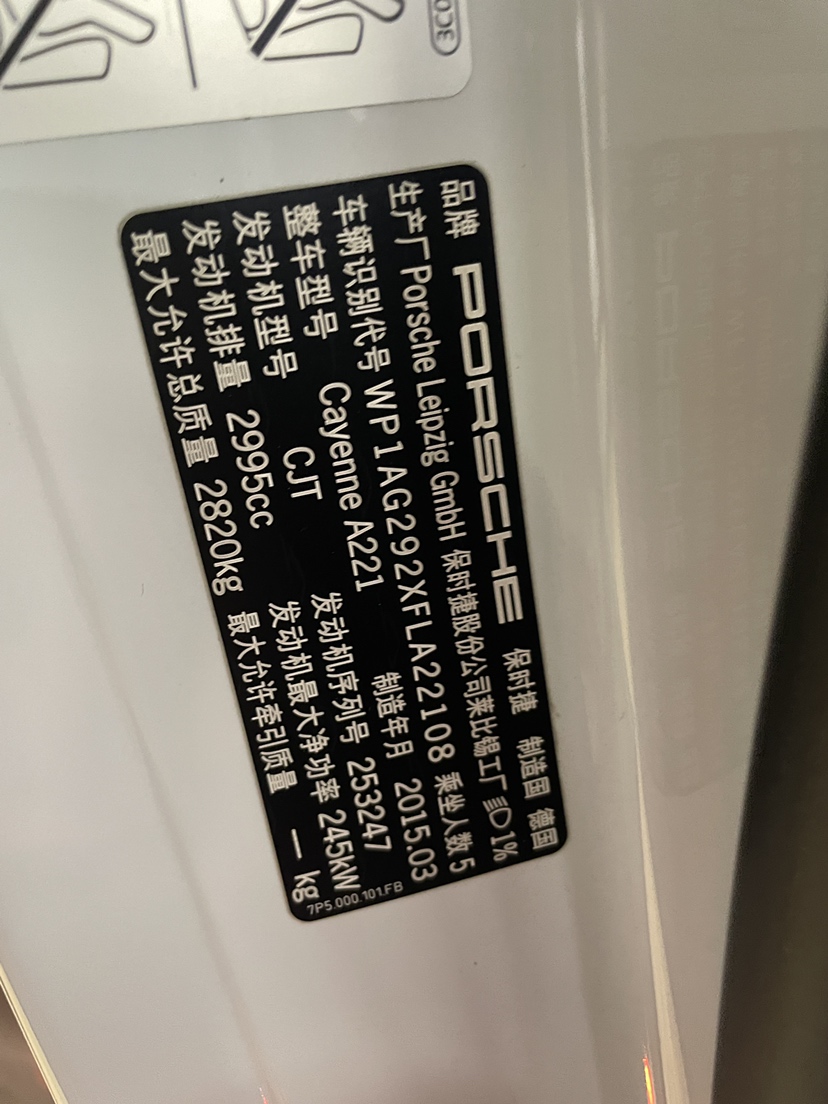 品牌 PORSCHE 保时捷 制造国 德国
生产厂 Porsche Leipzig GmbH 保时捷股份公司莱比锡工厂 1%
车辆识别代号 WP1AG292XFLA22108 乘坐人数 5
整车型号 Cayenne A221 制造年月 2015.03
发动机型号 CJT 发动机序列号 253247
发动机排量 2995cc 发动机最大净功率 245kW
最大允许总质量 2820kg 最大允许牵引质量 — kg
7P5.000.101.FB